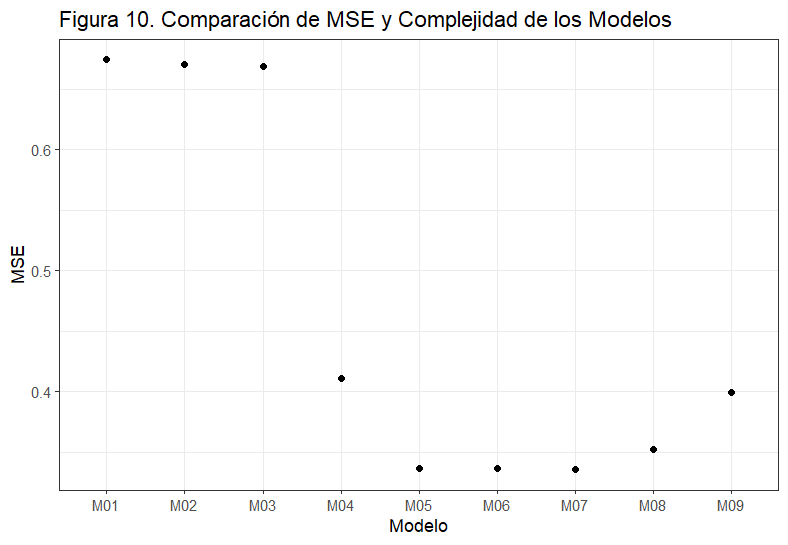 Figura 10. Comparación de MSE y Complejidad de los Modelos
MSE
0.6
0.5
0.4
M01 M02 M03 M04 M05 M06 M07 M08 M09
Modelo